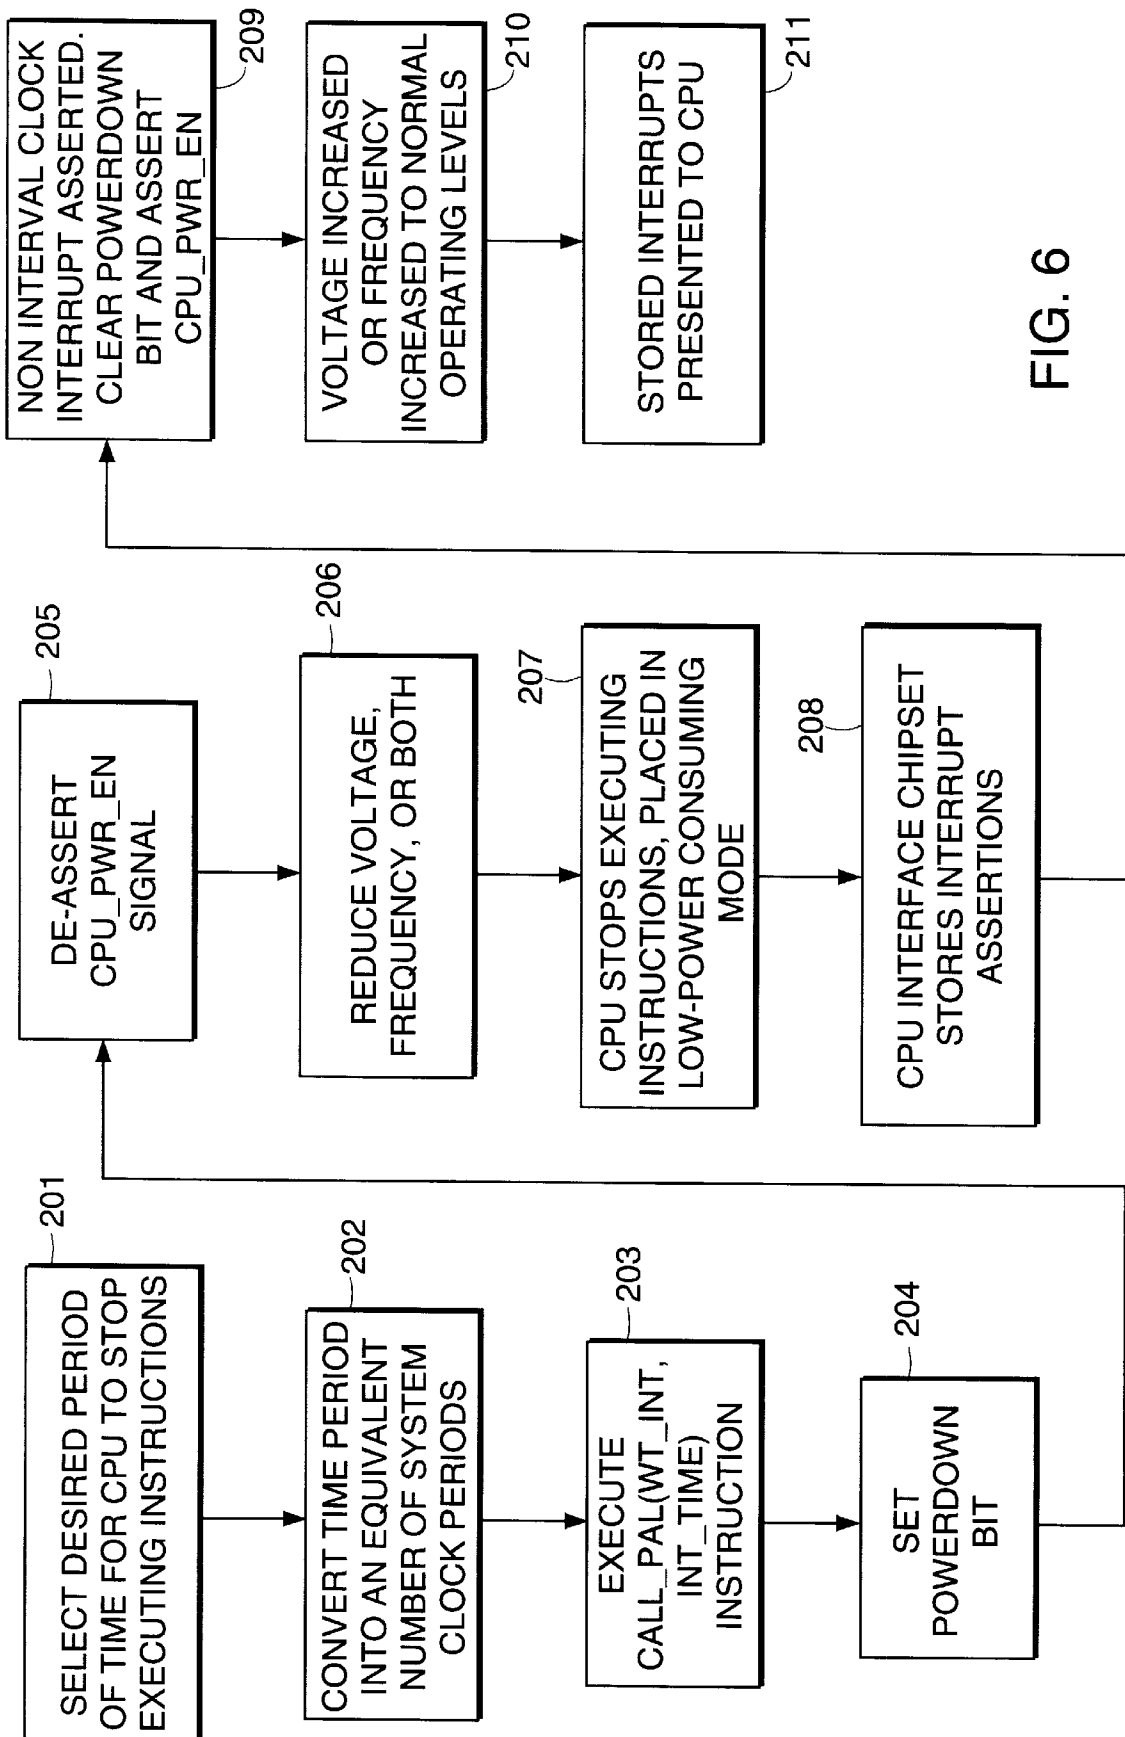 201
SELECT DESIRED PERIOD
OF TIME FOR CPU TO STOP
EXECUTING INSTRUCTIONS
202
CONVERT TIME PERIOD
INTO AN EQUIVALENT
NUMBER OF SYSTEM
CLOCK PERIODS
203
EXECUTE
CALL_PAL(WT_INT,
INT_TIME)
INSTRUCTION
204
SET
POWERDOWN
BIT
205
DE-ASSERT
CPU_PWR_EN
SIGNAL
206
REDUCE VOLTAGE,
FREQUENCY, OR BOTH
207
CPU STOPS EXECUTING
INSTRUCTIONS, PLACED IN
LOW-POWER CONSUMING
MODE
208
CPU INTERFACE CHIPSET
STORES INTERRUPT
ASSERTIONS
NON INTERVAL CLOCK
INTERRUPT ASSERTED.
CLEAR POWERDOWN
BIT AND ASSERT
CPU_PWR_EN
209
VOLTAGE INCREASED
OR FREQUENCY
INCREASED TO NORMAL
OPERATING LEVELS
210
STORED INTERRUPTS
PRESENTED TO CPU
211
FIG. 6